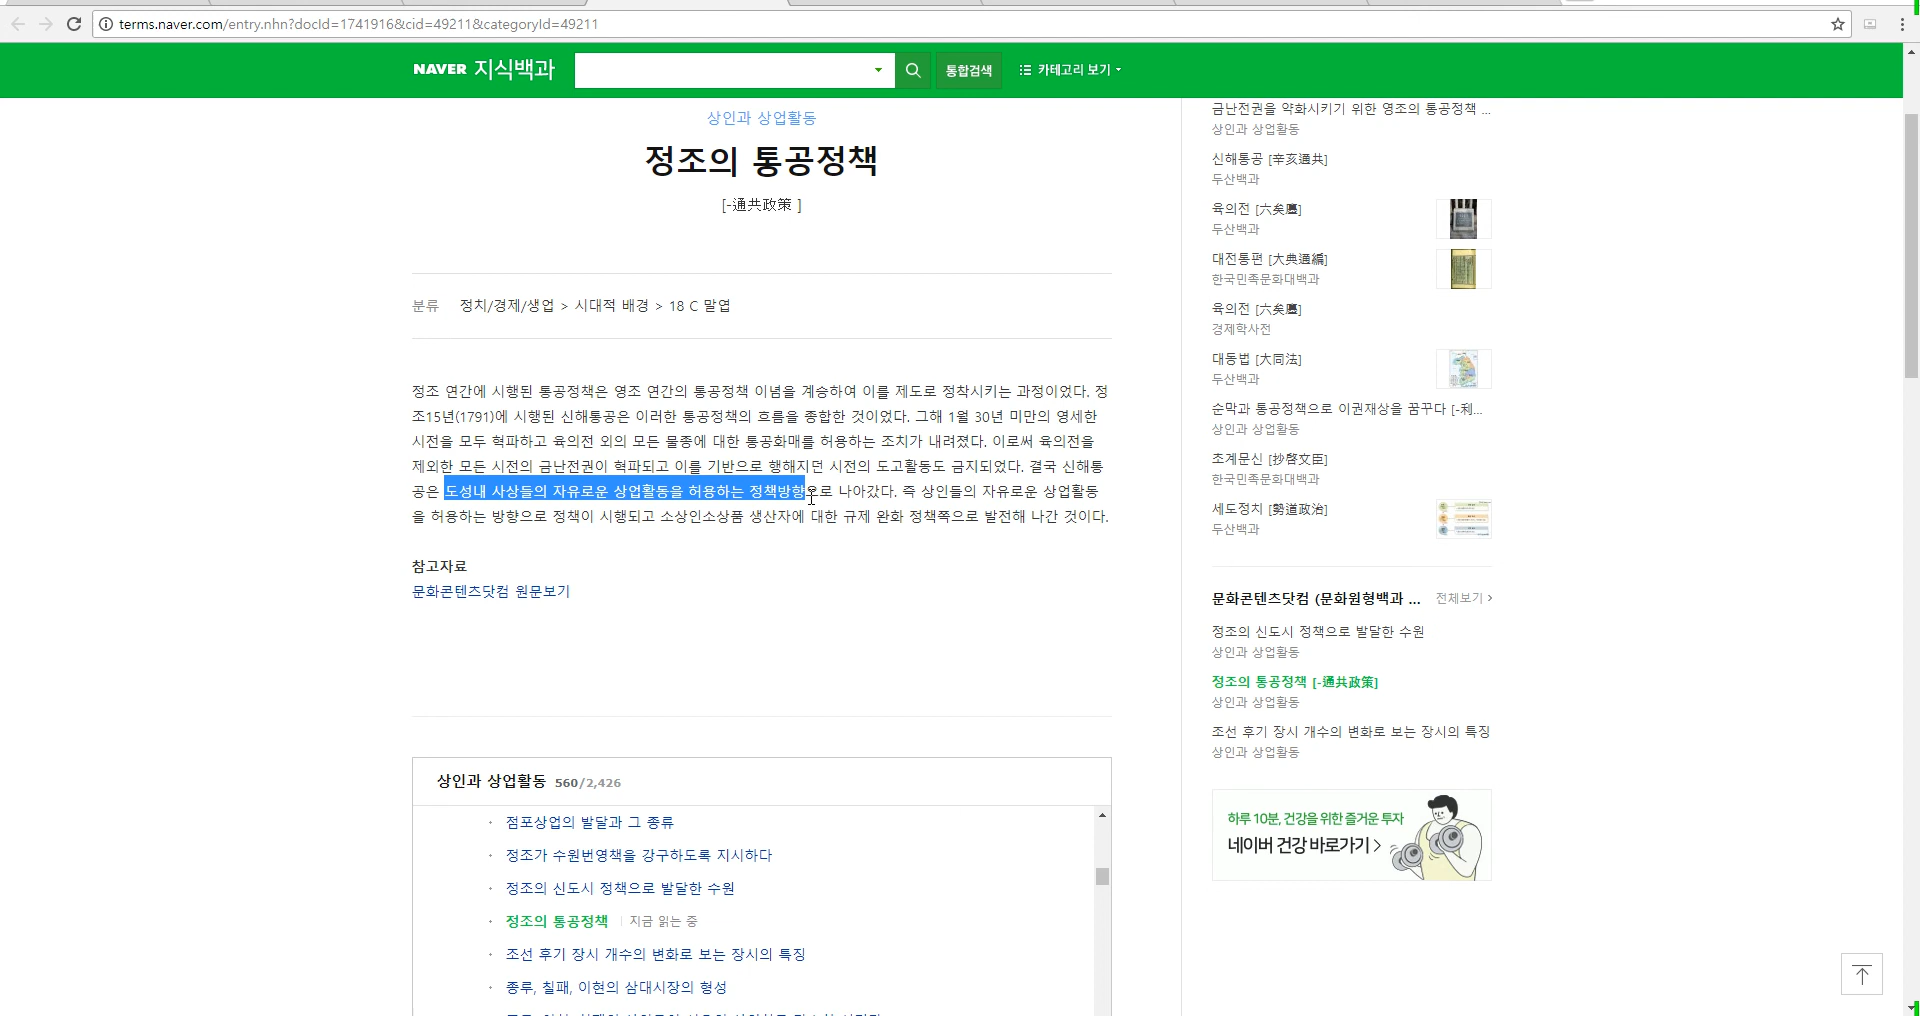 terms.naver.com/entry.nhn?docId=1741916&cid=49211&categoryId=49211
NAVER 지식백과
통합검색
카테고리 보기
상인과 상업활동
정조의 통공정책
[-通共政策 ]
분류 정치/경제/생업 > 시대적 배경 > 18 C 말엽
정조 연간에 시행된 통공정책은 영조 연간의 통공정책 이념을 계승하여 이를 제도로 정착시키는 과정이었다. 정
조15년(1791)에 시행된 신해통공은 이러한 통공정책의 흐름을 종합한 것이었다. 그해 1월 30년 미만의 영세한
시전을 모두 혁파하고 육의전 외의 모든 물종에 대한 통공화매를 허용하는 조치가 내려졌다. 이로써 육의전을
제외한 모든 시전의 금난전권이 혁파되고 이를 기반으로 행해지던 시전의 도고활동도 금지되었다. 결국 신해통
공은 도성내 사상들의 자유로운 상업활동을 허용하는 정책방향으로 나아갔다. 즉 상인들의 자유로운 상업활동
을 허용하는 방향으로 정책이 시행되고 소상인소상품 생산자에 대한 규제 완화 정책쪽으로 발전해 나간 것이다.
참고자료
문화콘텐츠닷컴 원문보기
상인과 상업활동 560/2,426
점포상업의 발달과 그 종류
정조가 수원번영책을 강구하도록 지시하다
정조의 신도시 정책으로 발달한 수원
정조의 통공정책 지금 읽는 중
조선 후기 장시 개수의 변화로 보는 장시의 특징
종루, 칠패, 이현의 삼대시장의 형성
금난전권을 약화시키기 위한 영조의 통공정책 ...
상인과 상업활동
신해통공 [辛亥通共]
두산백과
육의전 [六矣廛]
두산백과
대전통편 [大典通編]
한국민족문화대백과
육의전 [六矣廛]
경제학사전
대동법 [大同法]
두산백과
순막과 통공정책으로 이권재상을 꿈꾸다 [-利...
상인과 상업활동
초계문신 [抄啓文臣]
한국민족문화대백과
세도정치 [勢道政治]
두산백과
문화콘텐츠닷컴 (문화원형백과 ... 전체보기 >
정조의 신도시 정책으로 발달한 수원
상인과 상업활동
정조의 통공정책 [-通共政策]
상인과 상업활동
조선 후기 장시 개수의 변화로 보는 장시의 특징
상인과 상업활동
하루 10분, 건강을 위한 즐거운 투자
네이버 건강 바로가기 >